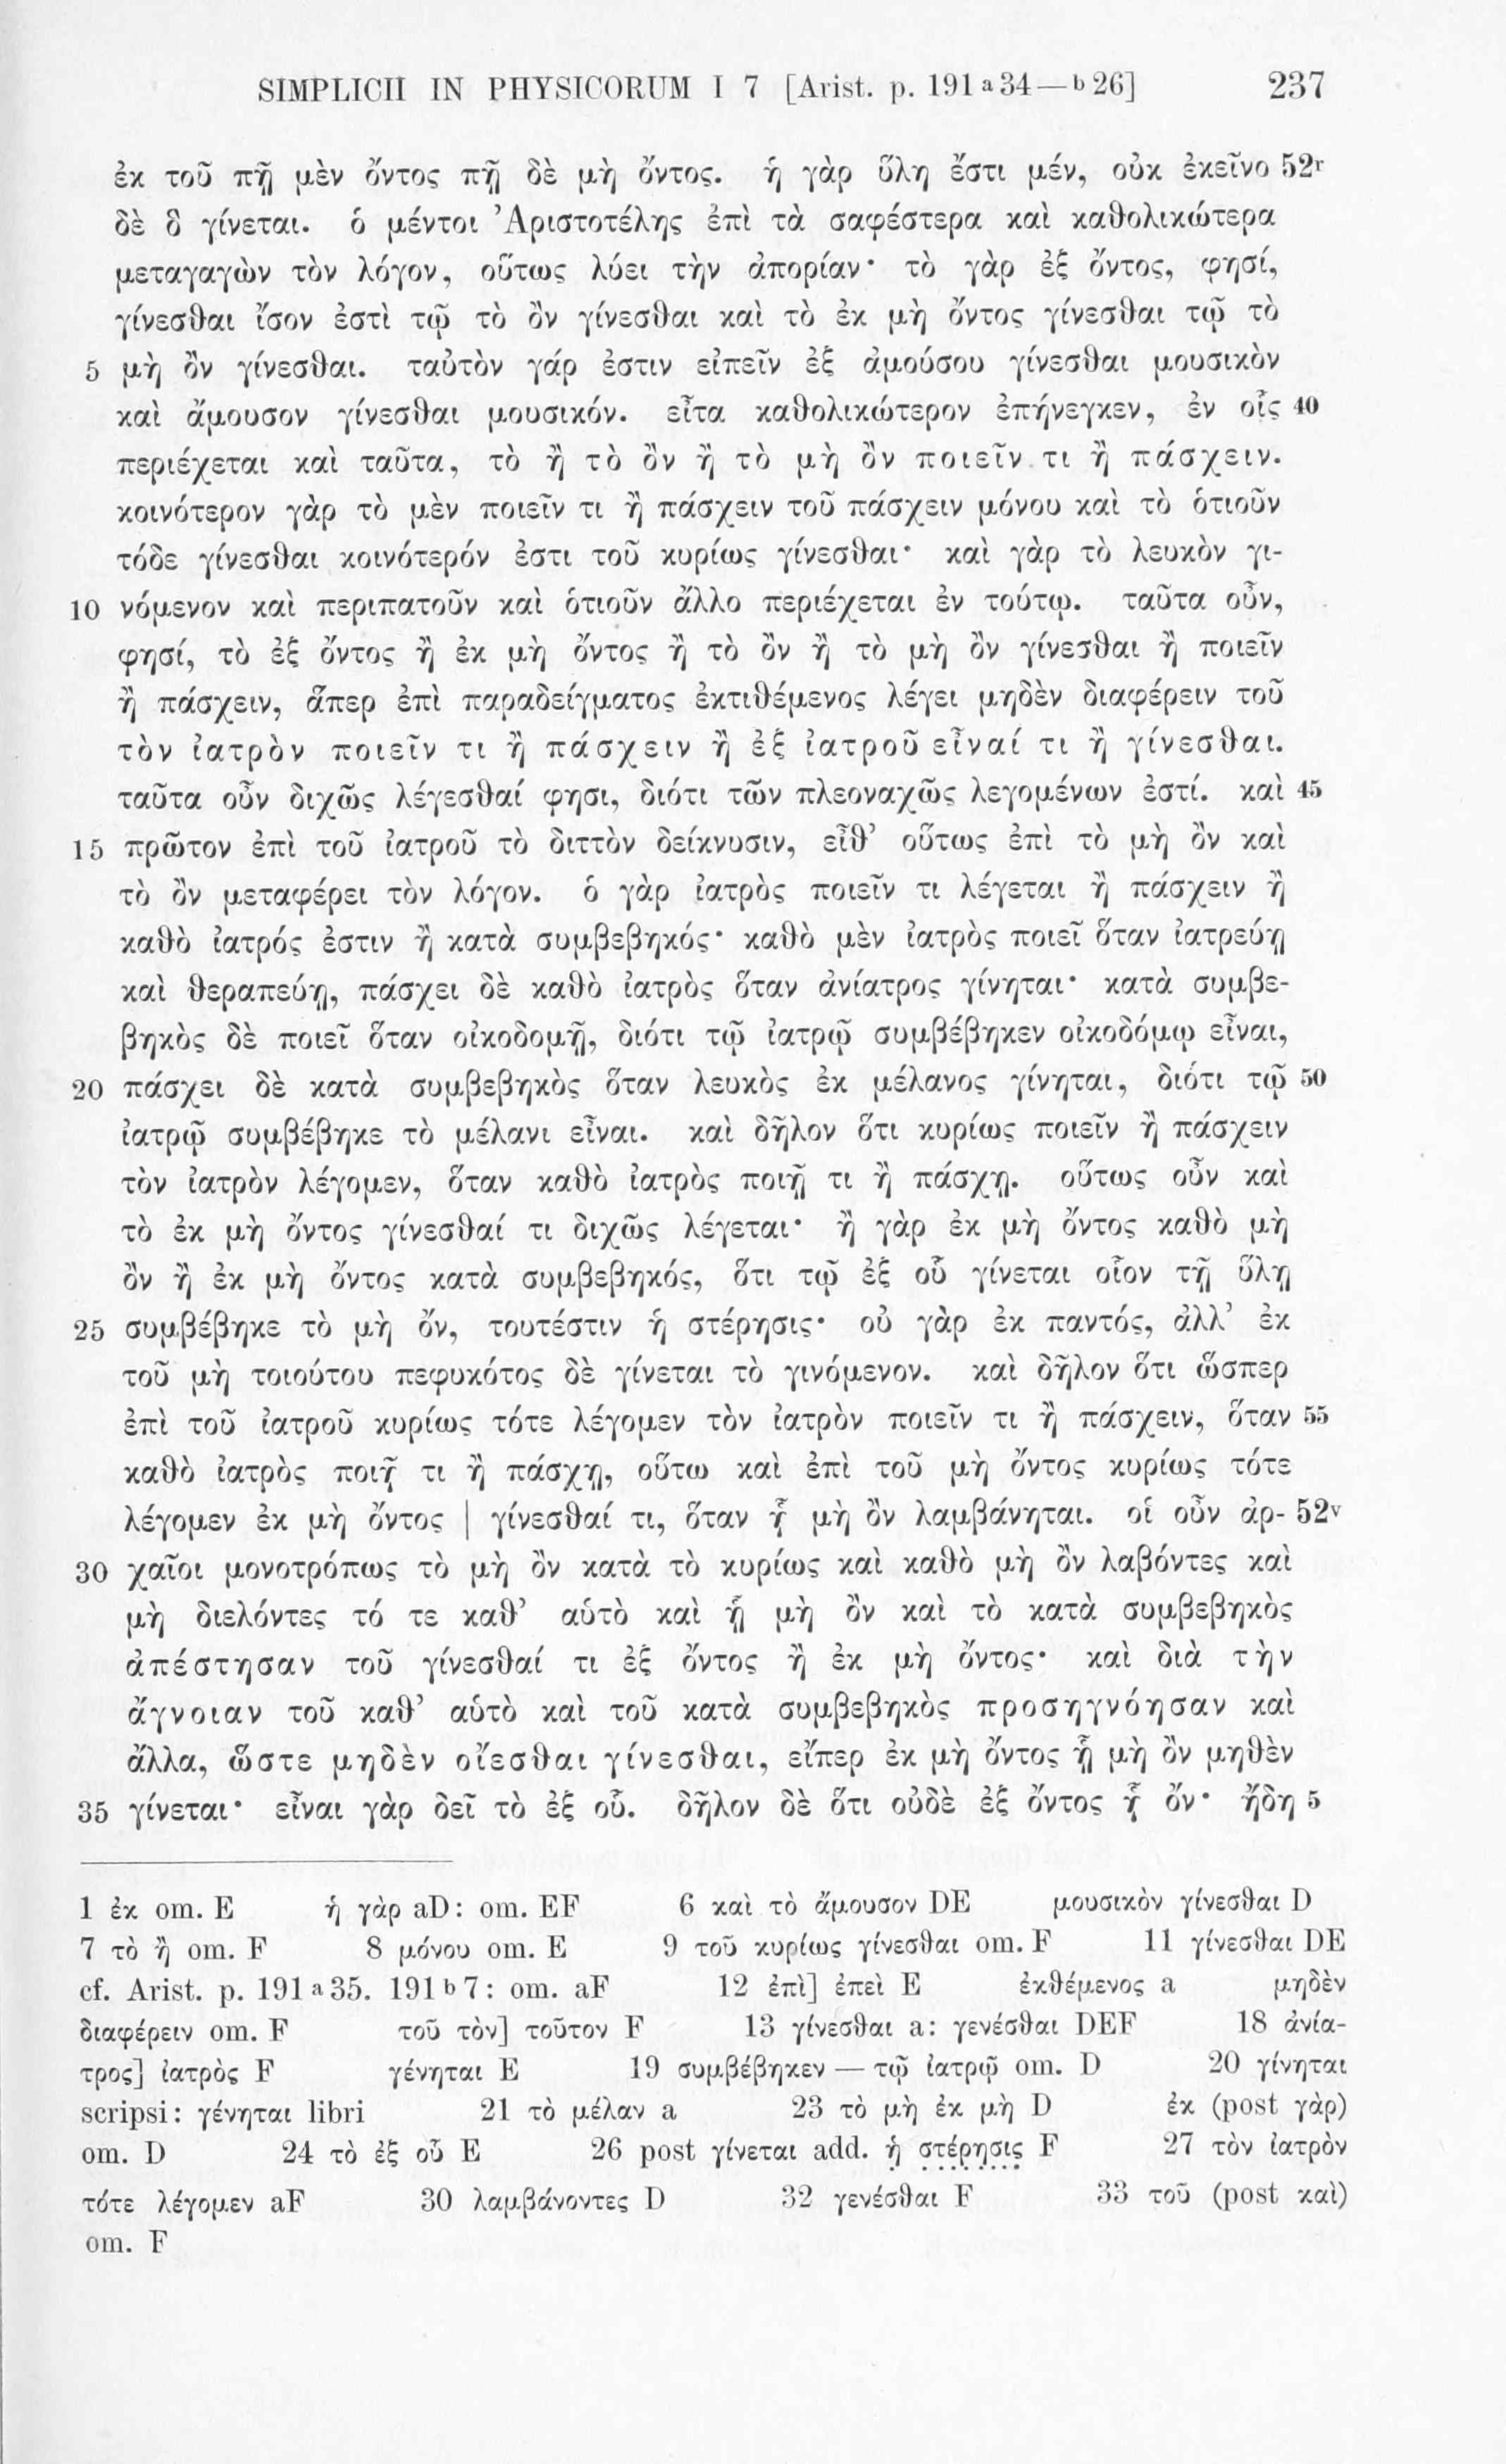 SIMPLICII IN PHYSICORUM I 7 [Arist. p. 191 a 34 — b 26] 237
ἐκ τοῦ πῇ μὲν ὄντος πῇ δὲ μὴ ὄντος. ἡ γὰρ ὕλη ἔστι μέν, οὐκ ἐκεῖνο 52r
δὲ ὃ γίνεται. ὁ μέντοι Ἀριστοτέλης ἐπὶ τὰ σαφέστερα καὶ καθολικώτερα
μεταγαγὼν τὸν λόγον, οὕτως λύει τὴν ἀπορίαν· τὸ γὰρ ἐξ ὄντος, φησί,
γίνεσθαι ἴσον ἐστὶ τῷ τὸ ὂν γίνεσθαι καὶ τὸ ἐκ μὴ ὄντος γίνεσθαι τῷ τὸ
5 μὴ ὂν γίνεσθαι. ταὐτὸν γάρ ἐστιν εἰπεῖν ἐξ ἀμούσου γίνεσθαι μουσικὸν
καὶ ἄμουσον γίνεσθαι μουσικόν. εἶτα καθολικώτερον ἐπήνεγκεν, ἐν οἷς 40
περιέχεται καὶ ταῦτα, τὸ ἢ τὸ ὂν ἢ τὸ μὴ ὂν ποιεῖν τι ἢ πάσχειν.
κοινότερον γὰρ τὸ μὲν ποιεῖν τι ἢ πάσχειν τοῦ πάσχειν μόνου καὶ τὸ ὁτιοῦν
τόδε γίνεσθαι κοινότερόν ἐστι τοῦ κυρίως γίνεσθαι· καὶ γὰρ τὸ λευκὸν γι-
10 νόμενον καὶ περιπατοῦν καὶ ὁτιοῦν ἄλλο περιέχεται ἐν τούτῳ. ταῦτα οὖν,
φησί, τὸ ἐξ ὄντος ἢ ἐκ μὴ ὄντος ἢ τὸ ὂν ἢ τὸ μὴ ὂν γίνεσθαι ἢ ποιεῖν
ἢ πάσχειν, ἅπερ ἐπὶ παραδείγματος ἐκτιθέμενος λέγει μηδὲν διαφέρειν τοῦ
τὸν ἰατρὸν ποιεῖν τι ἢ πάσχειν ἢ ἐξ ἰατροῦ εἶναί τι ἢ γίνεσθαι.
ταῦτα οὖν διχῶς λέγεσθαί φησι, διότι τῶν πλεοναχῶς λεγομένων ἐστί. καὶ 45
15 πρῶτον ἐπὶ τοῦ ἰατροῦ τὸ διττὸν δείκνυσιν, εἶθ’ οὕτως ἐπὶ τὸ μὴ ὂν καὶ
τὸ ὂν μεταφέρει τὸν λόγον. ὁ γὰρ ἰατρὸς ποιεῖν τι λέγεται ἢ πάσχειν ἢ
καθὸ ἰατρός ἐστιν ἢ κατὰ συμβεβηκός· καθὸ μὲν ἰατρὸς ποιεῖ ὅταν ἰατρεύῃ
καὶ θεραπεύῃ, πάσχει δὲ καθὸ ἰατρὸς ὅταν ἀνίατρος γίνηται· κατὰ συμβε-
βηκὸς δὲ ποιεῖ ὅταν οἰκοδομῇ, διότι τῷ ἰατρῷ συμβέβηκεν οἰκοδόμῳ εἶναι,
20 πάσχει δὲ κατὰ συμβεβηκὸς ὅταν λευκὸς ἐκ μέλανος γίνηται, διότι τῷ 50
ἰατρῷ συμβέβηκε τὸ μέλανι εἶναι. καὶ δῆλον ὅτι κυρίως ποιεῖν ἢ πάσχειν
τὸν ἰατρὸν λέγομεν, ὅταν καθὸ ἰατρὸς ποιῇ τι ἢ πάσχῃ. οὕτως οὖν καὶ
τὸ ἐκ μὴ ὄντος γίνεσθαί τι διχῶς λέγεται· ἢ γὰρ ἐκ μὴ ὄντος καθὸ μὴ
ὂν ἢ ἐκ μὴ ὄντος κατὰ συμβεβηκός, ὅτι τῷ ἐξ οὗ γίνεται οἷον τῇ ὕλῃ
25 συμβέβηκε τὸ μὴ ὄν, τουτέστιν ἡ στέρησις· οὐ γὰρ ἐκ παντός, ἀλλ’ ἐκ
τοῦ μὴ τοιούτου πεφυκότος δὲ γίνεται τὸ γινόμενον. καὶ δῆλον ὅτι ὥσπερ
ἐπὶ τοῦ ἰατροῦ κυρίως τότε λέγομεν τὸν ἰατρὸν ποιεῖν τι ἢ πάσχειν, ὅταν 55
καθὸ ἰατρὸς ποιῇ τι ἢ πάσχῃ, οὕτω καὶ ἐπὶ τοῦ μὴ ὄντος κυρίως τότε
λέγομεν ἐκ μὴ ὄντος | γίνεσθαί τι, ὅταν ᾗ μὴ ὂν λαμβάνηται. οἱ οὖν ἀρ- 52v
30 χαῖοι μονοτρόπως τὸ μὴ ὂν κατὰ τὸ κυρίως καὶ καθὸ μὴ ὂν λαβόντες καὶ
μὴ διελόντες τό τε καθ’ αὑτὸ καὶ ᾗ μὴ ὂν καὶ τὸ κατὰ συμβεβηκὸς
ἀπέστησαν τοῦ γίνεσθαί τι ἐξ ὄντος ἢ ἐκ μὴ ὄντος· καὶ διὰ τὴν
ἄγνοιαν τοῦ καθ’ αὑτὸ καὶ τοῦ κατὰ συμβεβηκὸς προσηγνόησαν καὶ
ἄλλα, ὥστε μηδὲν οἴεσθαι γίνεσθαι, εἴπερ ἐκ μὴ ὄντος ᾗ μὴ ὂν μηθὲν
35 γίνεται· εἶναι γὰρ δεῖ τὸ ἐξ οὗ. δῆλον δὲ ὅτι οὐδὲ ἐξ ὄντος ᾗ ὄν· ἤδη 5
1 ἐκ om. E ἡ γὰρ aD: om. EF 6 καὶ τὸ ἄμουσον DE μουσικὸν γίνεσθαι D
7 τὸ ἢ om. F 8 μόνου om. E 9 τοῦ κυρίως γίνεσθαι om. F 11 γίνεσθαι DE
cf. Arist. p. 191 a 35. 191 b 7: om. aF 12 ἐπὶ] ἐπεὶ E ἐκθέμενος a μηδὲν
διαφέρειν om. F τοῦ τὸν] τοῦτον F 13 γίνεσθαι a: γενέσθαι DEF 18 ἀνία-
τρος] ἰατρὸς F γένηται E 19 συμβέβηκεν — τῷ ἰατρῷ om. D 20 γίνηται
scripsi: γένηται libri 21 τὸ μέλαν a 23 τὸ μὴ ἐκ μὴ D ἐκ (post γὰρ)
om. D 24 τὸ ἐξ οὗ E 26 post γίνεται add. ἡ στέρησις F 27 τὸν ἰατρὸν
τότε λέγομεν aF 30 λαμβάνοντες D 32 γενέσθαι F 33 τοῦ (post καὶ)
om. F